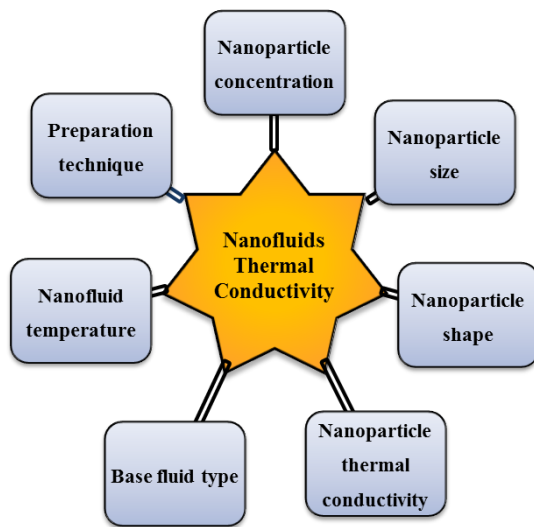 Nanoparticle
concentration
Preparation
technique
Nanoparticle
size
Nanofluids
Thermal
Conductivity
Nanofluid
temperature
Nanoparticle
shape
Base fluid type
Nanoparticle
thermal
conductivity